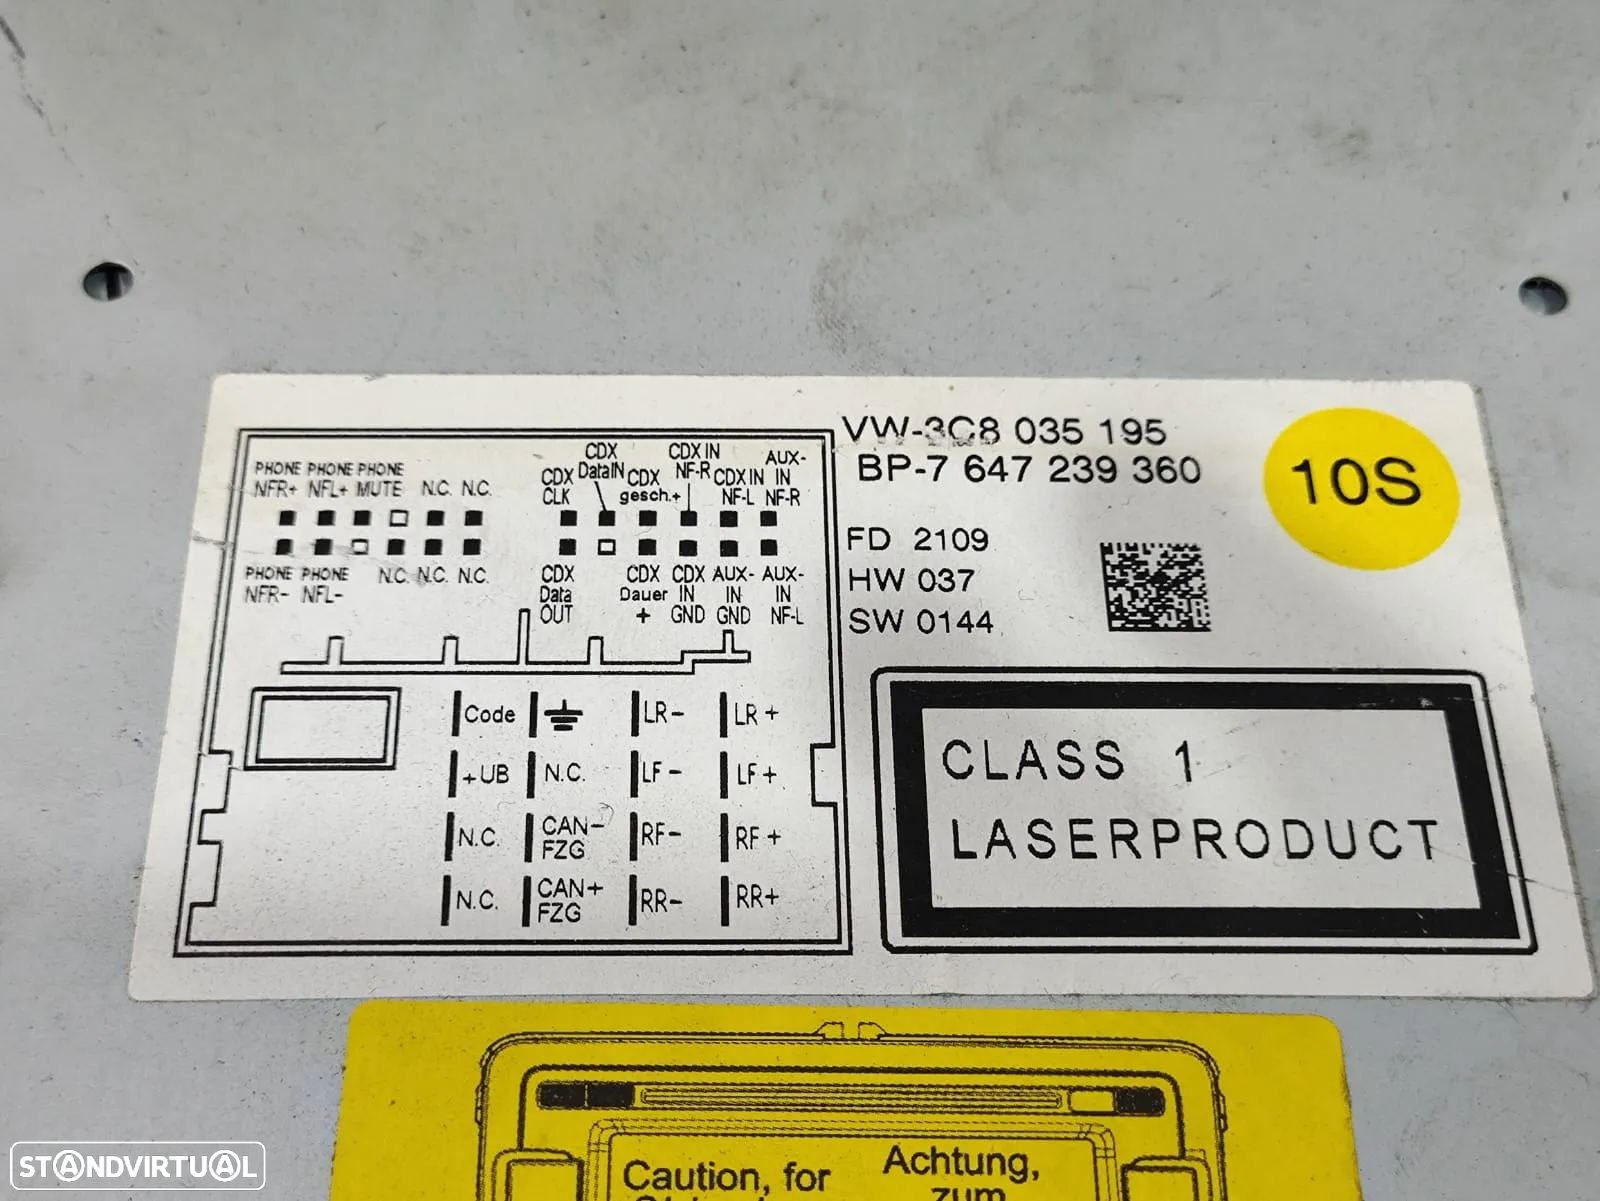 VW-3C8 035 195
BP-7 647 239 360
10S
FD 2109
HW 037
SW 0144
CLASS 1
LASERPRODUCT
PHONE PHONE PHONE
NFR+ NFL+ MUTE N.C. N.C.
PHONE PHONE
NFR- NFL- N.C. N.C. N.C.
CDX CLK
CDX DataIN
CDX gesch.+
CDX IN NF-R
CDX IN NF-L
AUX-IN NF-R
CDX Data OUT
CDX Dauer +
CDX IN GND
AUX-IN GND
AUX-IN NF-L
Code LR- LR+
+UB N.C. LF- LF+
N.C. CAN- FZG RF- RF+
N.C. CAN+ FZG RR- RR+
Caution, for
Achtung,
zum
STANDVIRTUAL